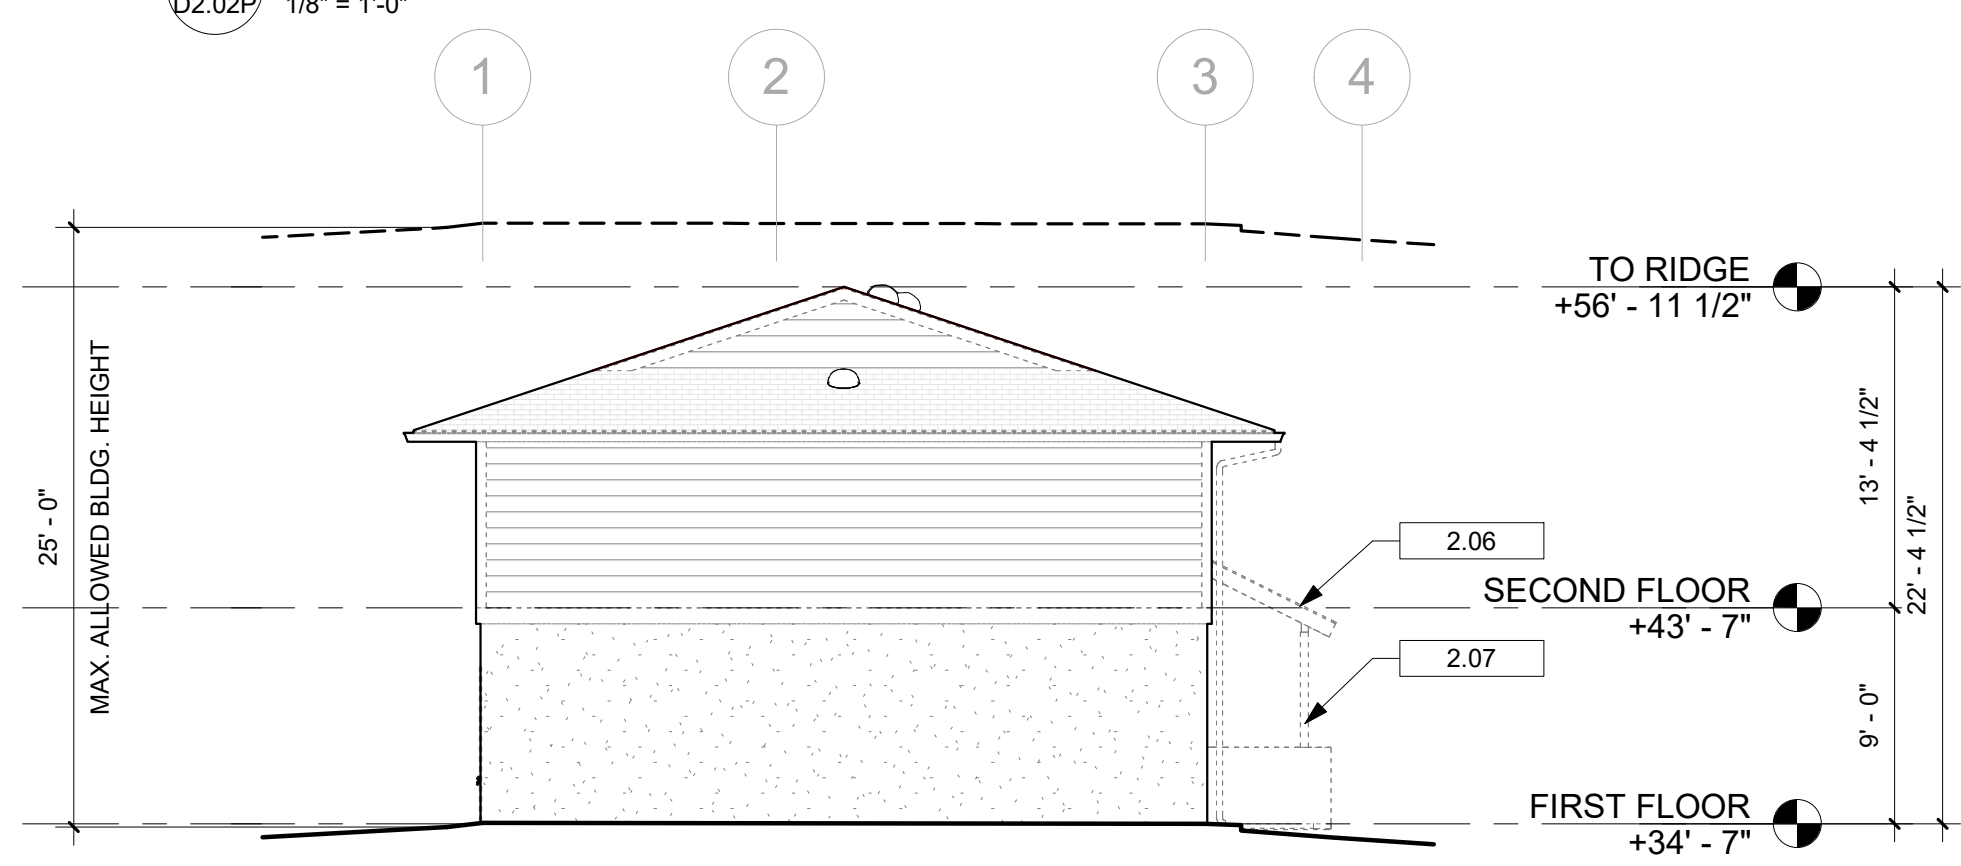 D2.02P 1/8" = 1'-0"
1 2 3 4
TO RIDGE
+56' - 11 1/2"
25' - 0"
MAX. ALLOWED BLDG. HEIGHT
13' - 4 1/2"
22' - 4 1/2"
2.06
SECOND FLOOR
+43' - 7"
2.07
9' - 0"
FIRST FLOOR
+34' - 7"